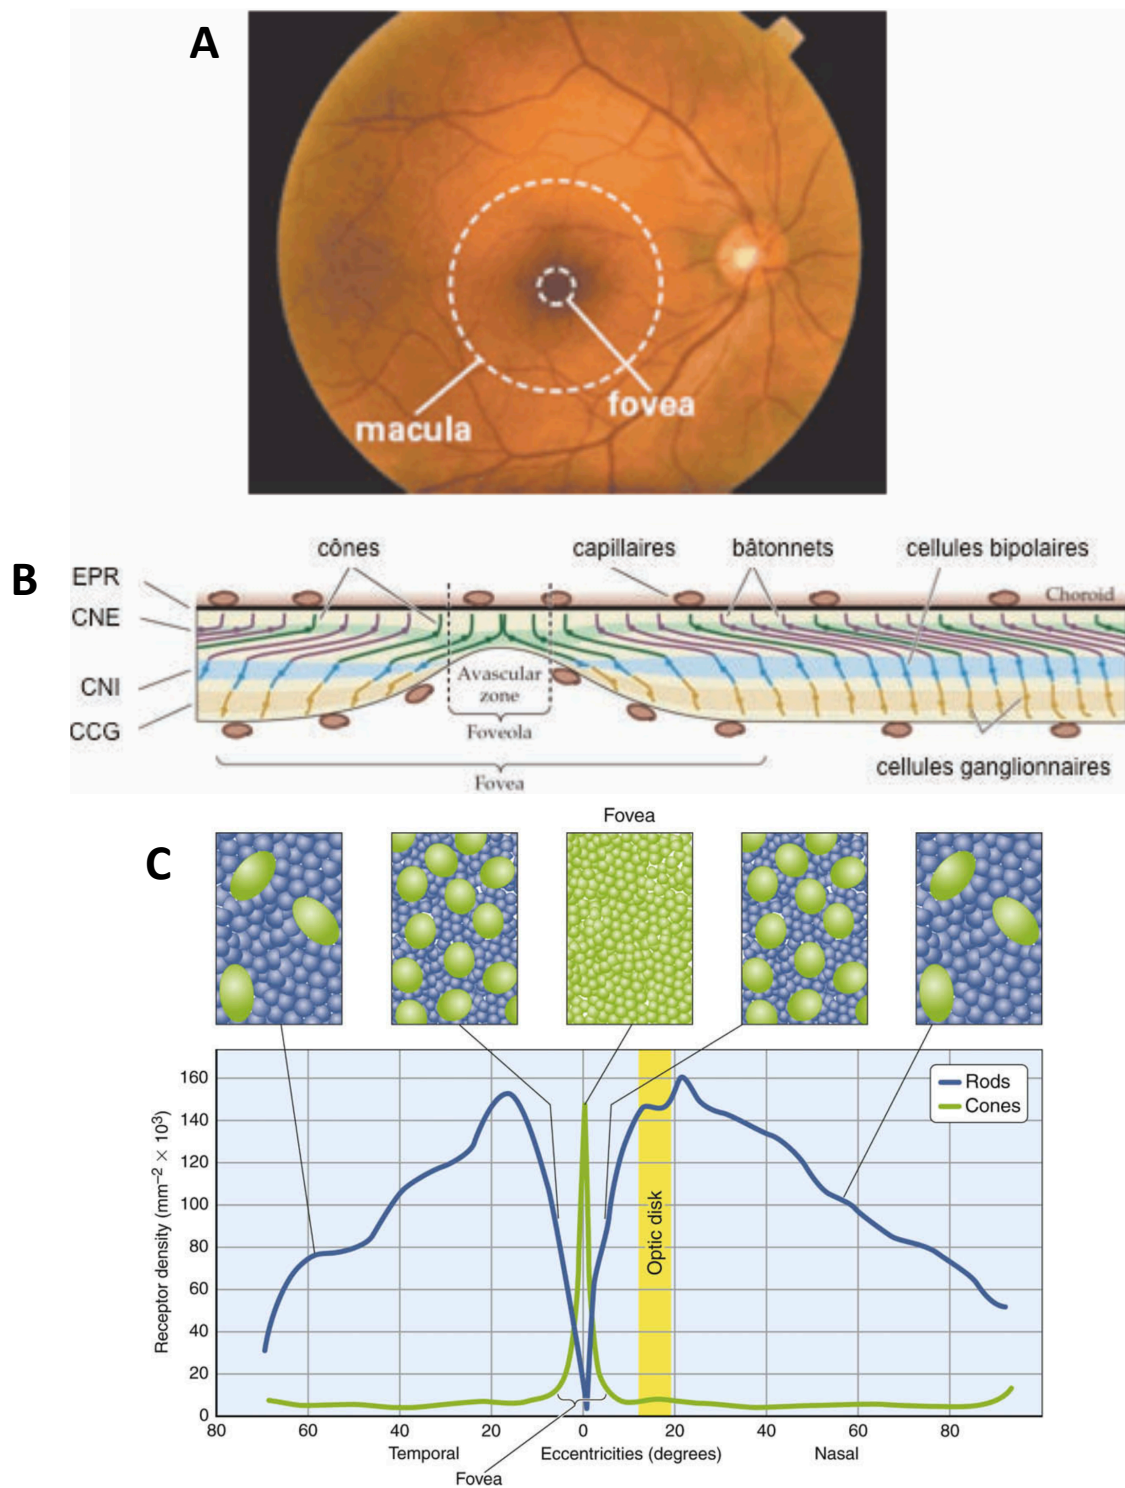 A
macula
fovea
B
cônes
capillaires
bâtonnets
cellules bipolaires
EPR
Choroid
CNE
CNI
Avascular
zone
CCG
Foveola
cellules ganglionnaires
Fovea
Fovea
C
160
140
120
100
80
60
40
20
0
Receptor density (mm⁻² × 10³)
Rods
Cones
Optic disk
80 60 40 20 0 20 40 60 80
Temporal Eccentricities (degrees) Nasal
Fovea